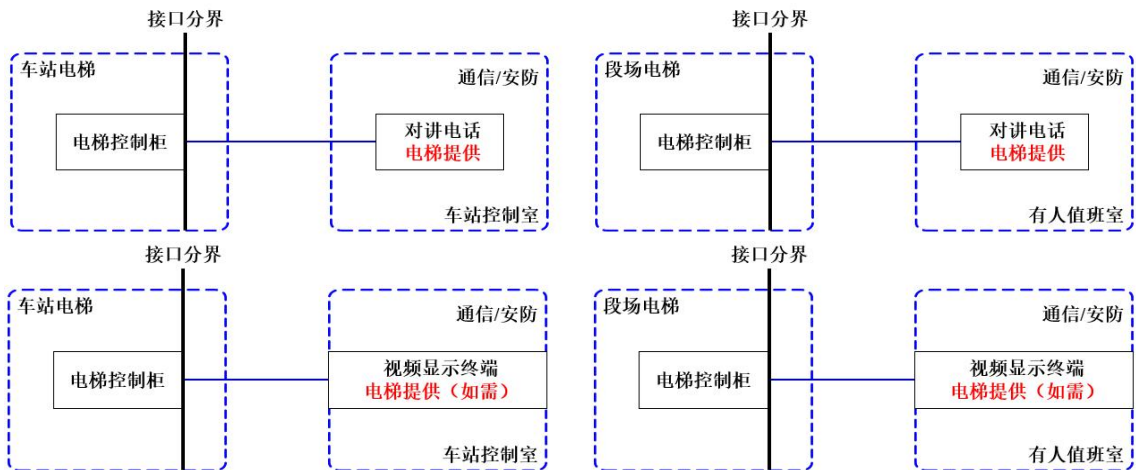 接口分界
车站电梯
通信/安防
电梯控制柜
对讲电话
电梯提供
车站控制室
接口分界
段场电梯
通信/安防
电梯控制柜
对讲电话
电梯提供
有人值班室
接口分界
车站电梯
通信/安防
电梯控制柜
视频显示终端
电梯提供（如需）
车站控制室
接口分界
段场电梯
通信/安防
电梯控制柜
视频显示终端
电梯提供（如需）
有人值班室